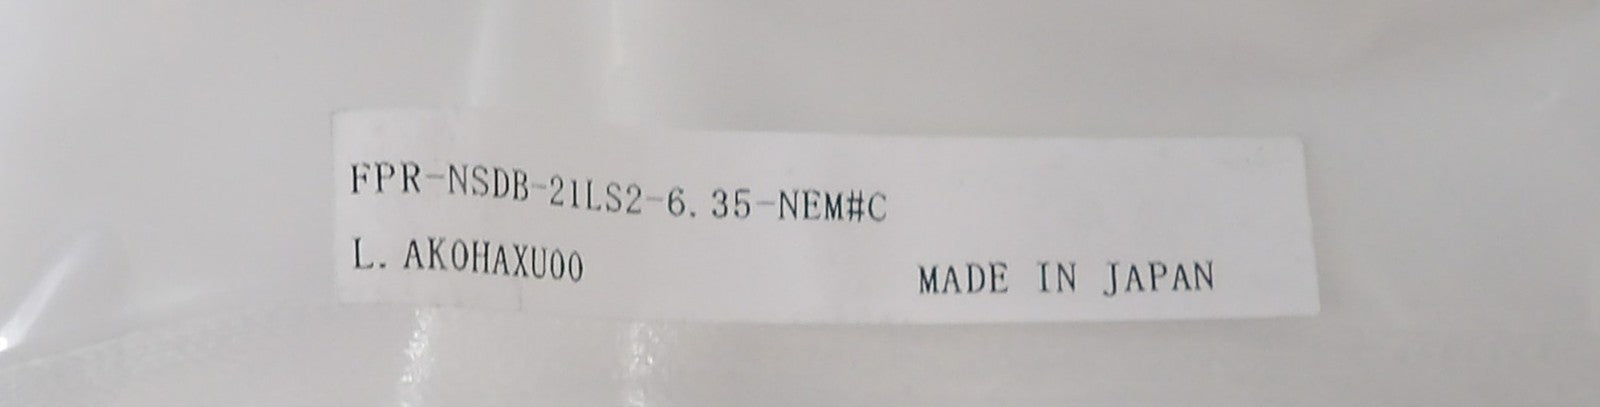 FPR-NSDB-21LS2-6.35-NEM#C
L. AKOHAXU00
MADE IN JAPAN